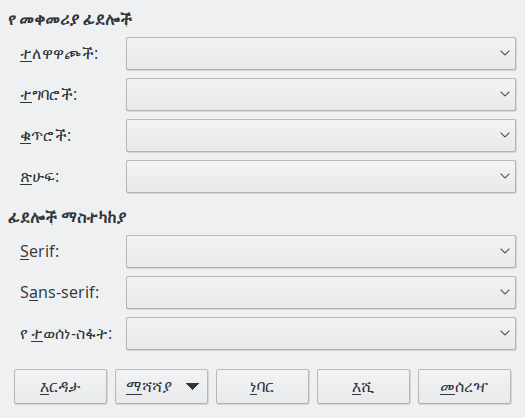 የ መቀመሪያ ፊደሎች
ተለዋዋጮች:
ተግባሮች:
ቁጥሮች:
ጽሁፍ:
ፊደሎች ማስተካከያ
Serif:
Sans-serif:
የ ተወሰነ-ስፋት:
እርዳታ ማሻሻያ ነባር እሺ መሰረዣ